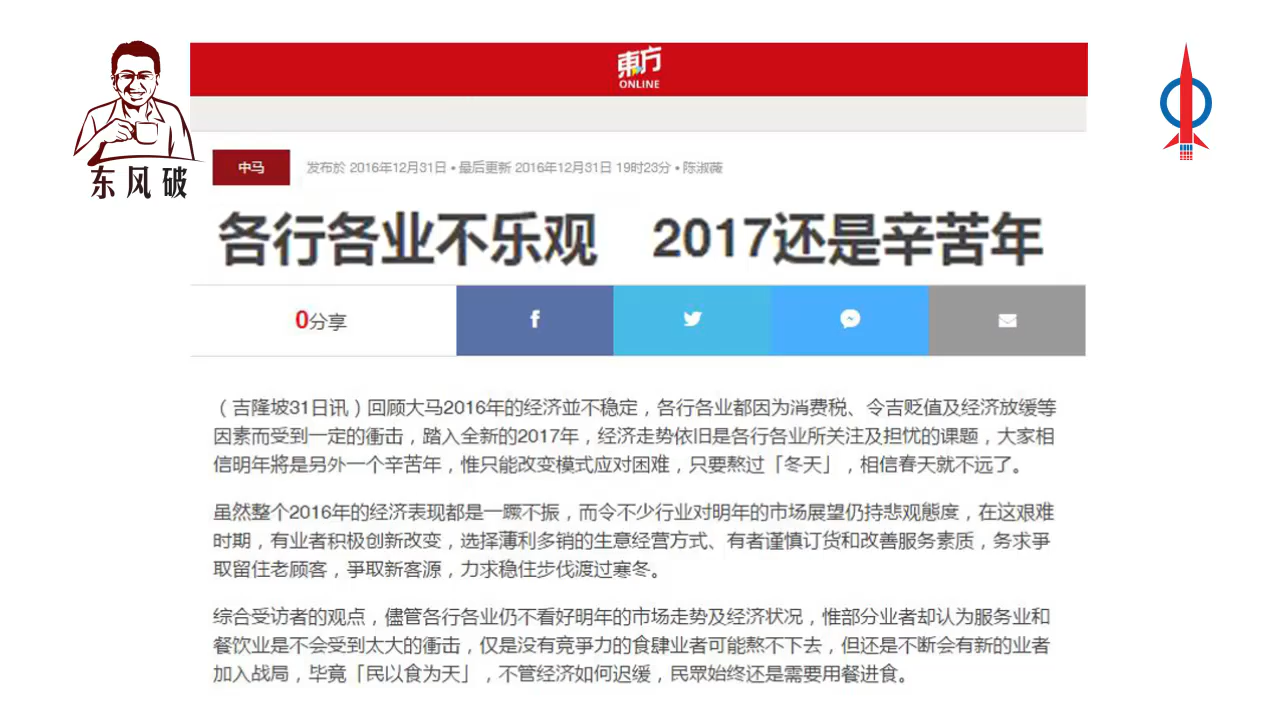 東方
ONLINE
东风破
中马 发布於 2016年12月31日 • 最后更新 2016年12月31日 19时23分 • 陈淑薇
各行各业不乐观 2017还是辛苦年
0分享
（吉隆坡31日讯）回顾大马2016年的经济並不稳定，各行各业都因为消费税、令吉贬值及经济放缓等
因素而受到一定的衝击，踏入全新的2017年，经济走势依旧是各行各业所关注及担忧的课题，大家相
信明年將是另外一个辛苦年，惟只能改变模式应对困难，只要熬过「冬天」，相信春天就不远了。
虽然整个2016年的经济表现都是一蹶不振，而令不少行业对明年的市场展望仍持悲观態度，在这艰难
时期，有业者积极创新改变，选择薄利多销的生意经营方式、有者谨慎订货和改善服务素质，务求爭
取留住老顾客，爭取新客源，力求稳住步伐渡过寒冬。
综合受访者的观点，儘管各行各业仍不看好明年的市场走势及经济状况，惟部分业者却认为服务业和
餐饮业是不会受到太大的衝击，仅是没有竞爭力的食肆业者可能熬不下去，但还是不断会有新的业者
加入战局，毕竟「民以食为天」，不管经济如何迟缓，民眾始终还是需要用餐进食。